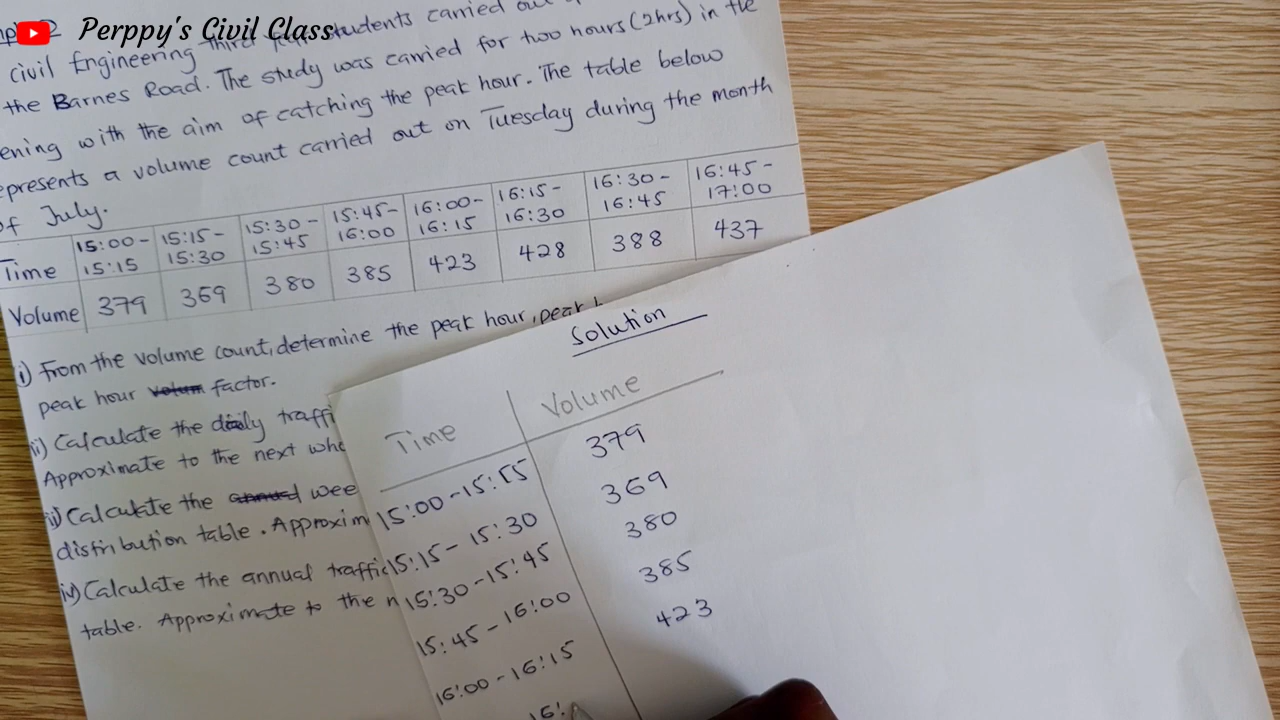 Perppy's Civil Class
civil Engineering third year students carried out
the Barnes Road. The study was carried for two hours (2hrs) in the
ening with the aim of catching the peak hour. The table below
epresents a volume count carried out on Tuesday during the month
of July.
Time 15:00-15:15 15:15-15:30 15:30-15:45 15:45-16:00 16:00-16:15 16:15-16:30 16:30-16:45 16:45-17:00
Volume 379 369 380 385 423 428 388 437
i) From the volume count, determine the peak hour, peak h
peak hour factor.
ii) Calculate the daily traffi
Approximate to the next who
iii) Calculate the wee
distribution table. Approxim
iv) Calculate the annual traffic
table. Approximate to the n
Solution
Time Volume
15:00-15:15 379
15:15-15:30 369
15:30-15:45 380
15:45-16:00 385
16:00-16:15 423
16: